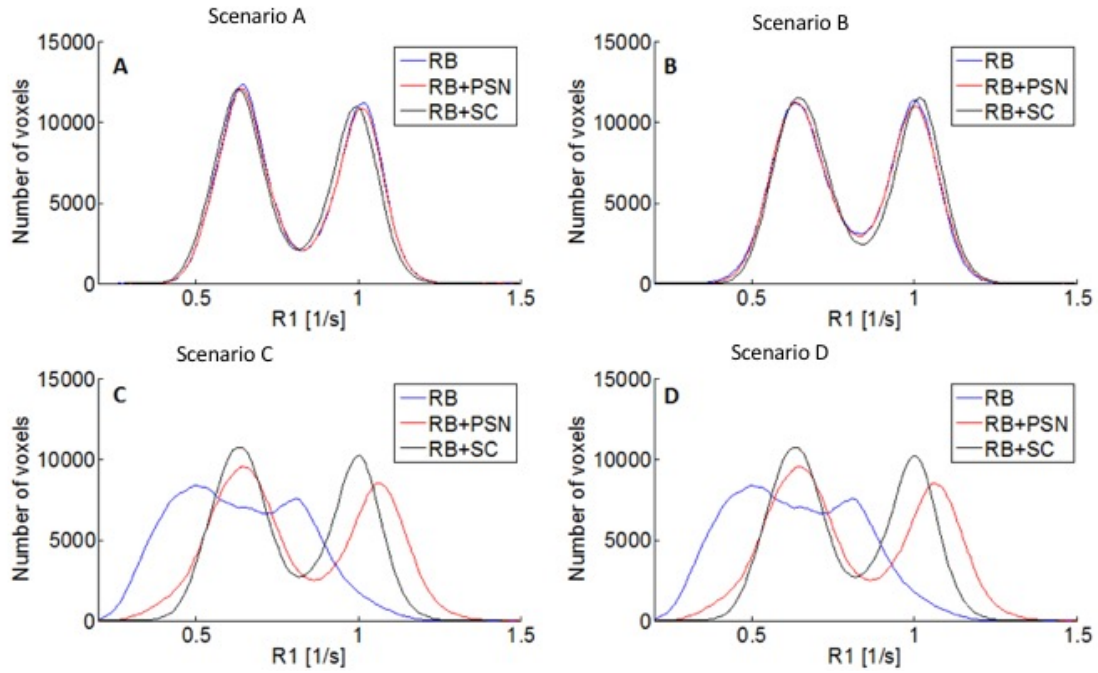 Scenario A
15000
10000
5000
0
Number of voxels
A
RB
RB+PSN
RB+SC
0.5
1
1.5
R1 [1/s]
Scenario B
15000
10000
5000
0
Number of voxels
B
RB
RB+PSN
RB+SC
0.5
1
1.5
R1 [1/s]
Scenario C
15000
10000
5000
0
Number of voxels
C
RB
RB+PSN
RB+SC
0.5
1
1.5
R1 [1/s]
Scenario D
15000
10000
5000
0
Number of voxels
D
RB
RB+PSN
RB+SC
0.5
1
1.5
R1 [1/s]